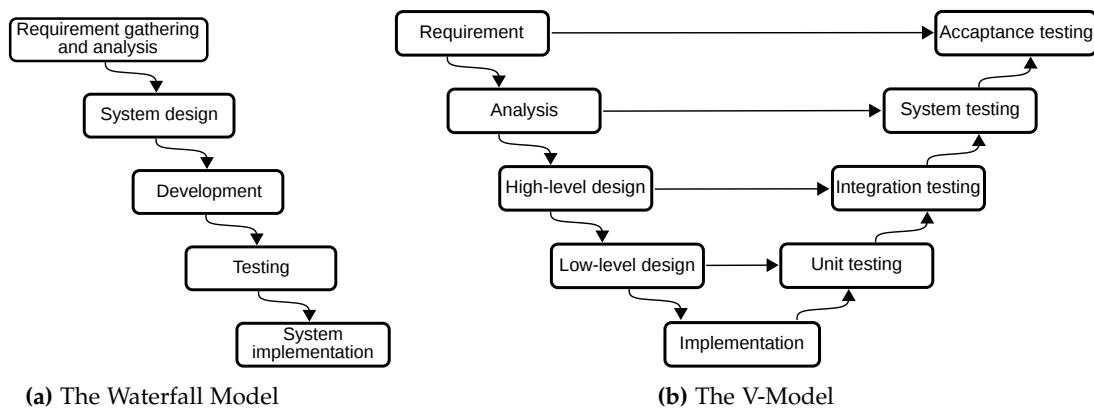 Requirement gathering
and analysis
System design
Development
Testing
System
implementation
(a) The Waterfall Model
Requirement
Accaptance testing
Analysis
System testing
High-level design
Integration testing
Low-level design
Unit testing
Implementation
(b) The V-Model